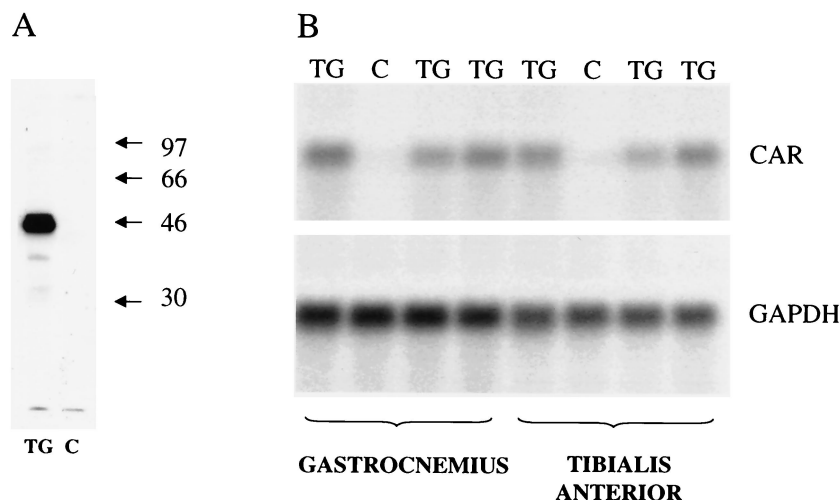 A
B
TG C TG TG TG C TG TG
97
66
46
30
CAR
GAPDH
TG C
GASTROCNEMIUS
TIBIALIS
ANTERIOR